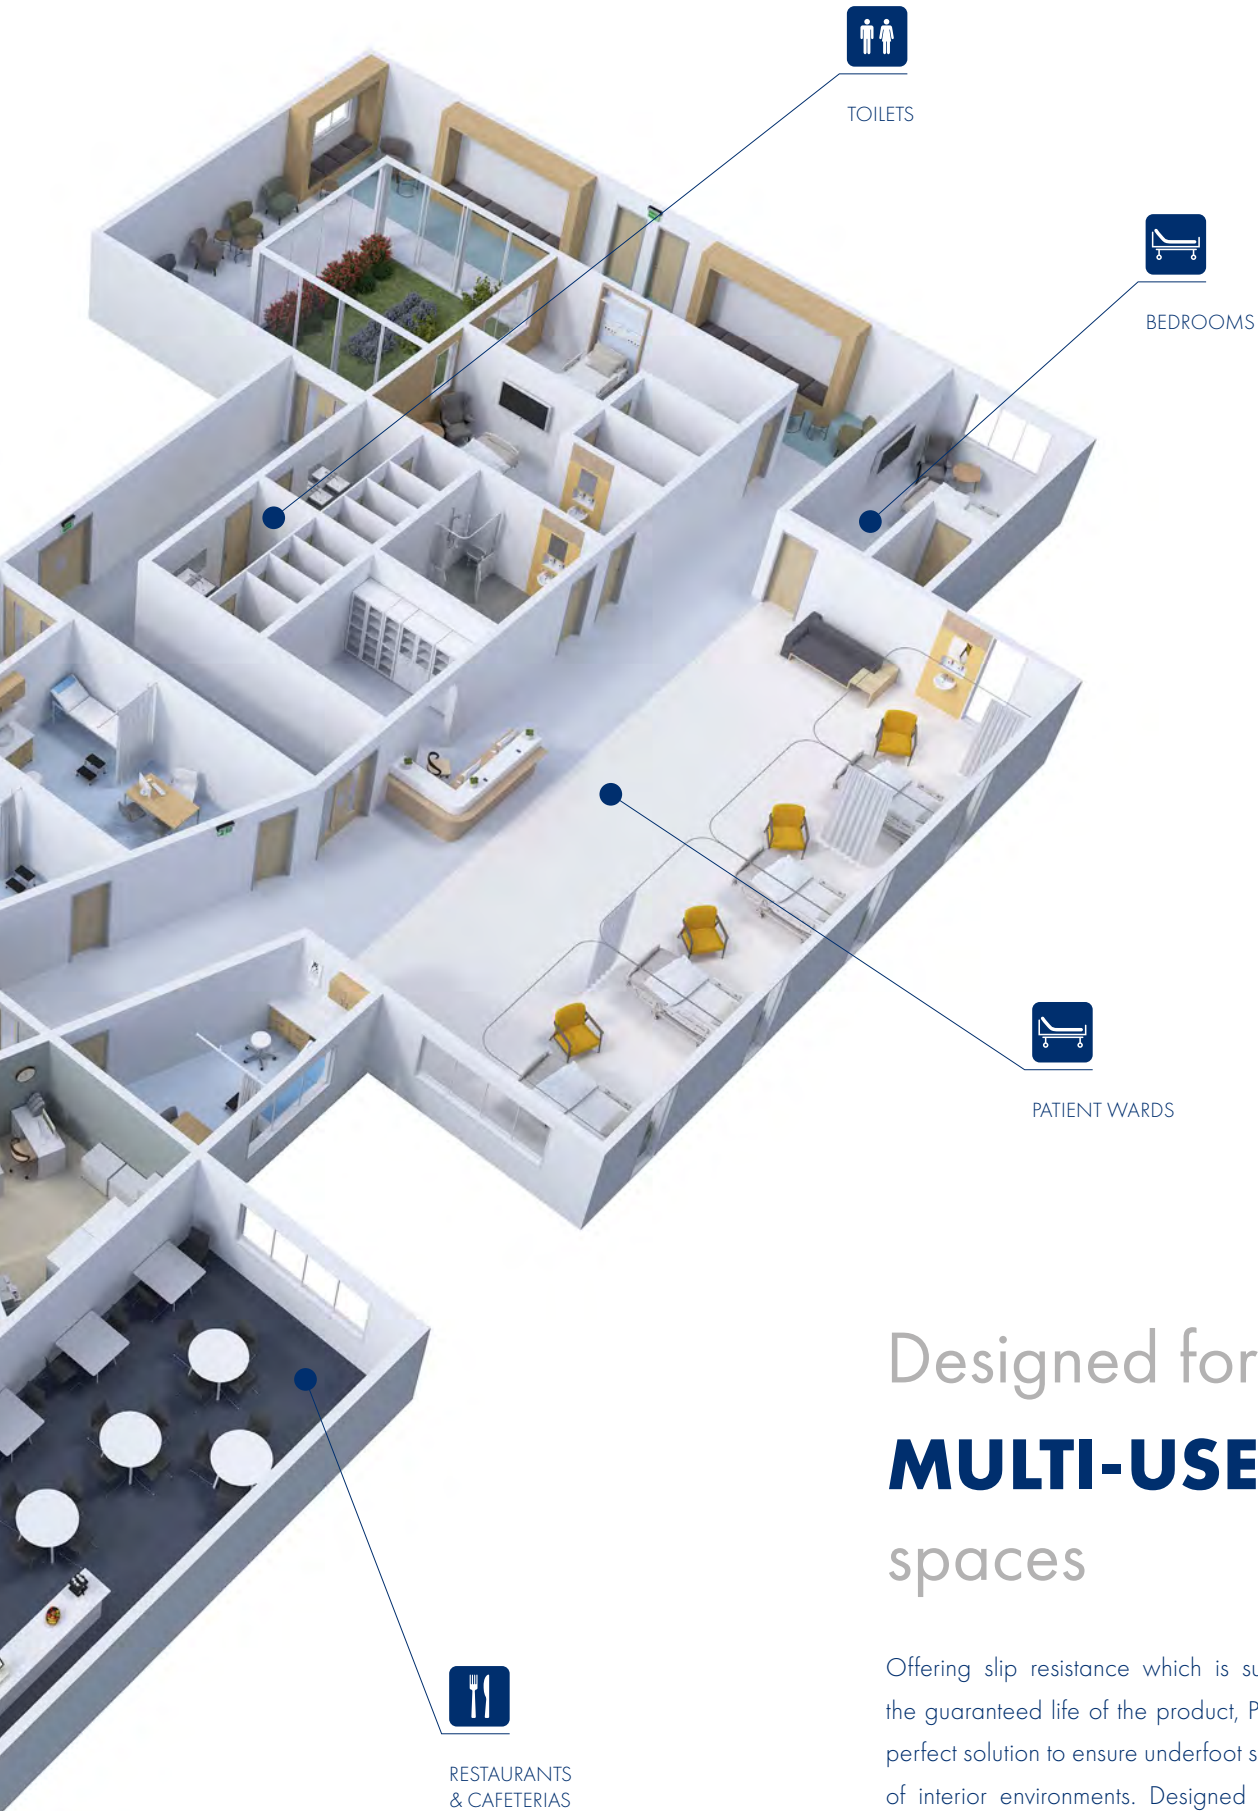 TOILETS
BEDROOMS
PATIENT WARDS
Designed for
MULTI-USE
spaces
Offering slip resistance which is
the guaranteed life of the product,
perfect solution to ensure underfoot
of interior environments. Designed
RESTAURANTS
& CAFETERIAS